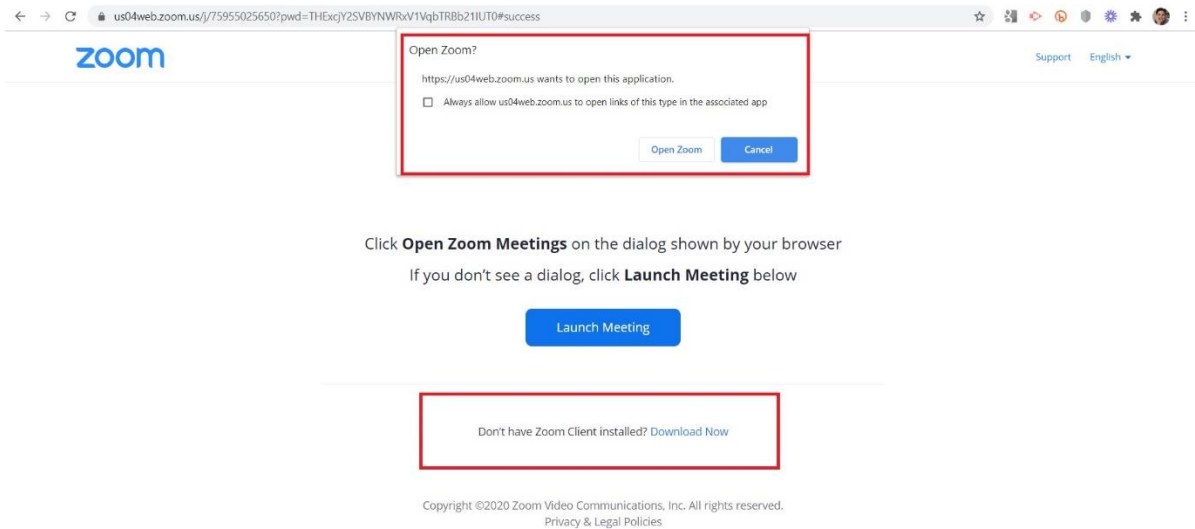 us04web.zoom.us/j/75955025650?pwd=THExcjY2SVBYNWRxV1VqbTRBb21IUT0#success
zoom
Support English
Open Zoom?
https://us04web.zoom.us wants to open this application.
Always allow us04web.zoom.us to open links of this type in the associated app
Open Zoom Cancel
Click Open Zoom Meetings on the dialog shown by your browser
If you don't see a dialog, click Launch Meeting below
Launch Meeting
Don't have Zoom Client installed? Download Now
Copyright ©2020 Zoom Video Communications, Inc. All rights reserved.
Privacy & Legal Policies